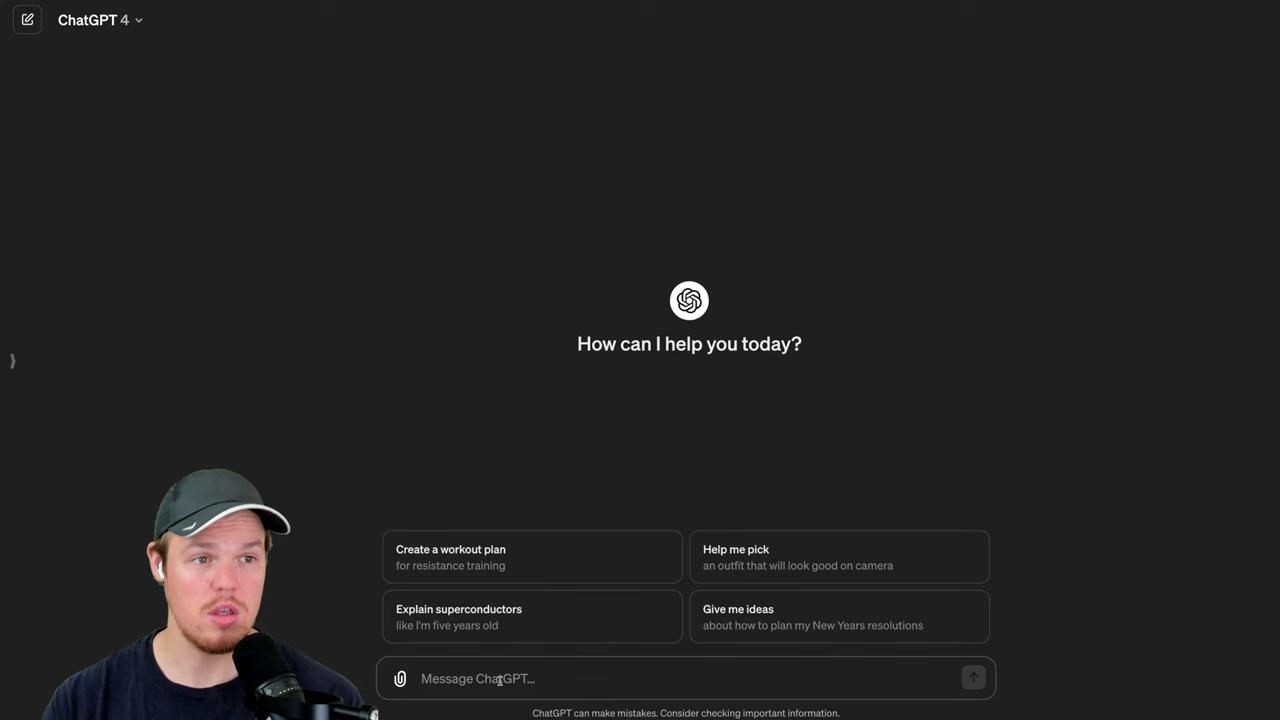 ChatGPT 4
How can I help you today?
Create a workout plan
for resistance training
Help me pick
an outfit that will look good on camera
Explain superconductors
like I'm five years old
Give me ideas
about how to plan my New Years resolutions
Message ChatGPT...
ChatGPT can make mistakes. Consider checking important information.